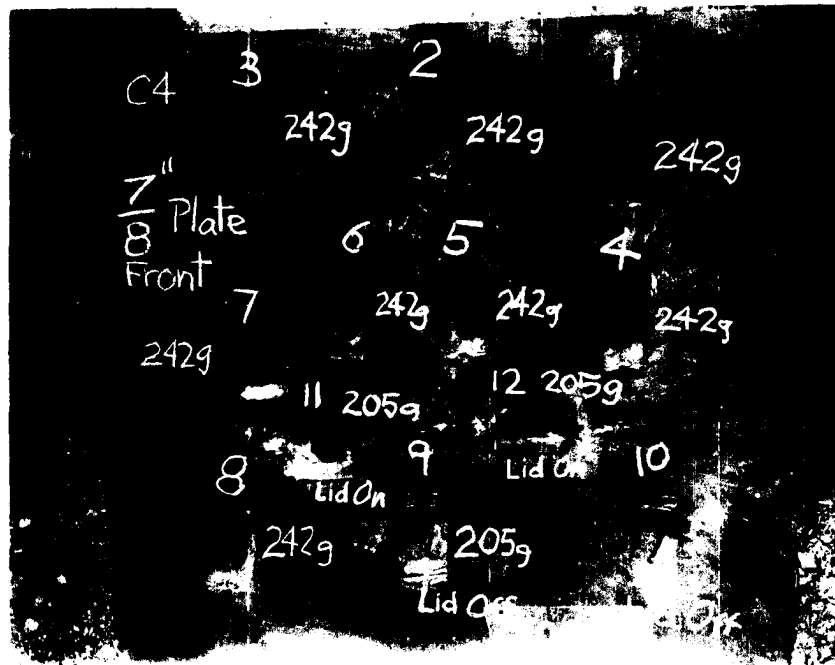 3 2 1
C4
242g 242g 242g
7"
8 Plate
Front
6 5 4
7
242g 242g 242g
242g
11 205g 12 205g
8 Lid On 9 Lid On 10
242g 205g
Lid Off